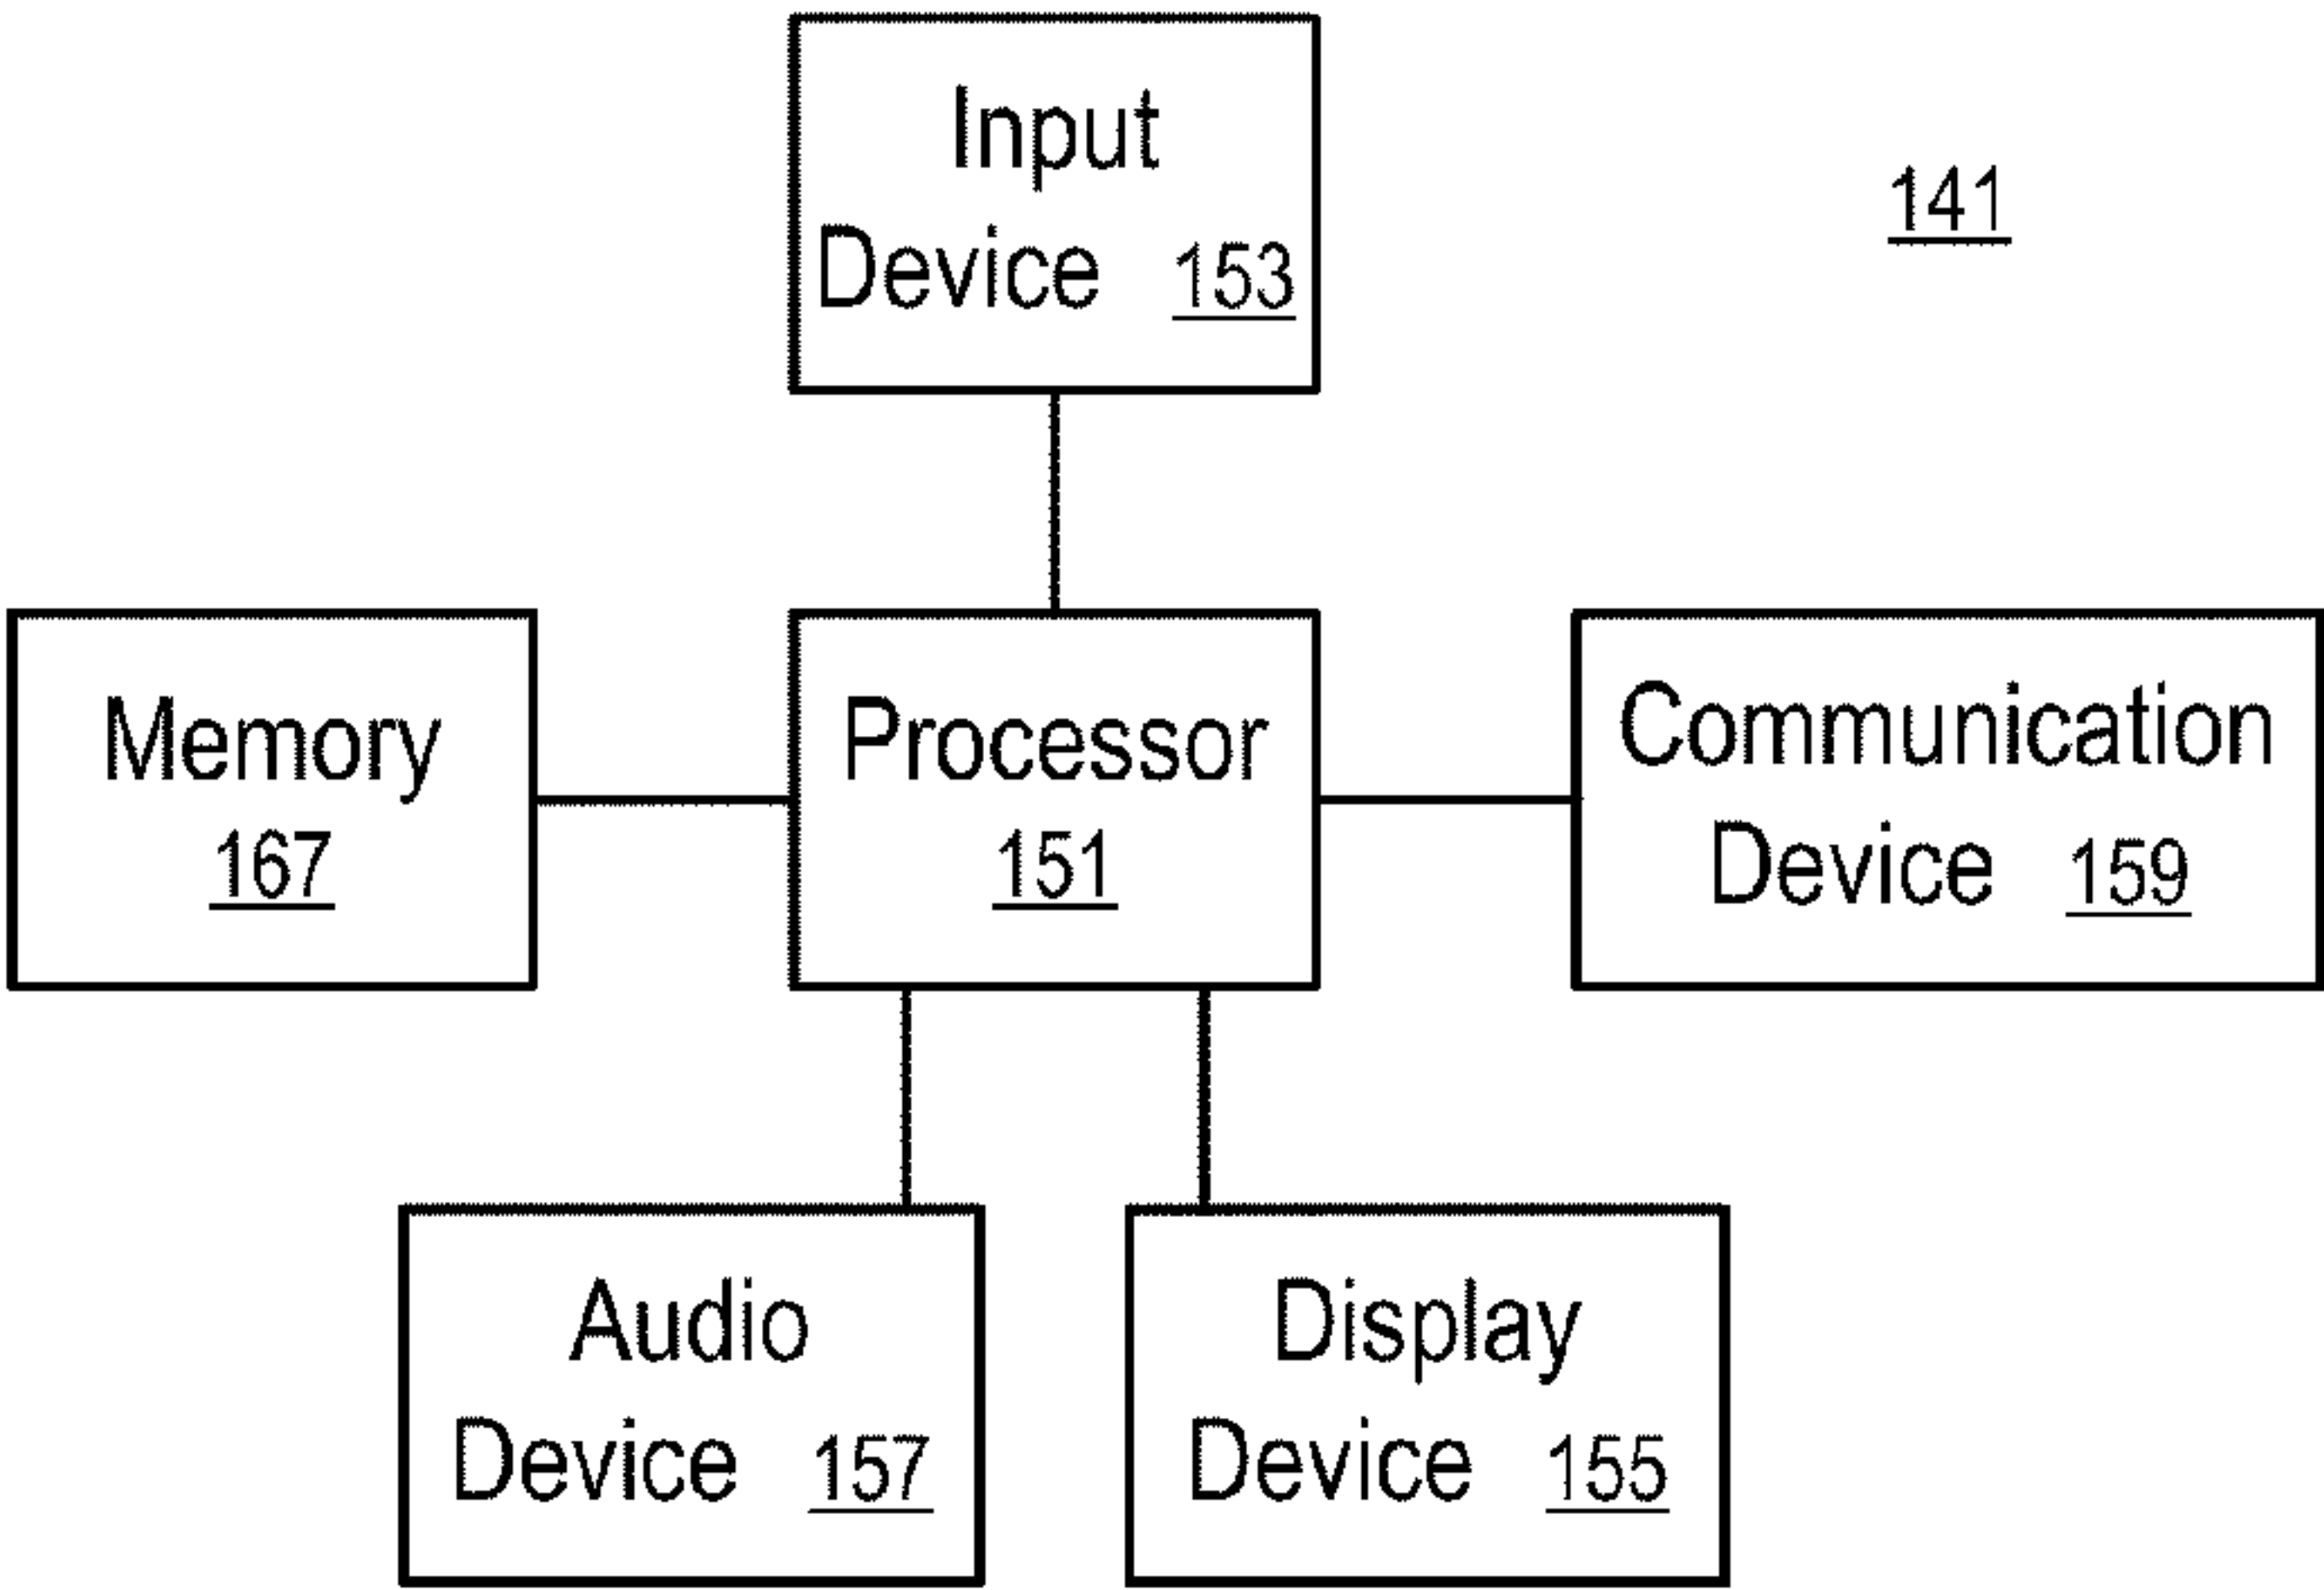 Input
Device 153
141
Memory
167
Processor
151
Communication
Device 159
Audio
Device 157
Display
Device 155